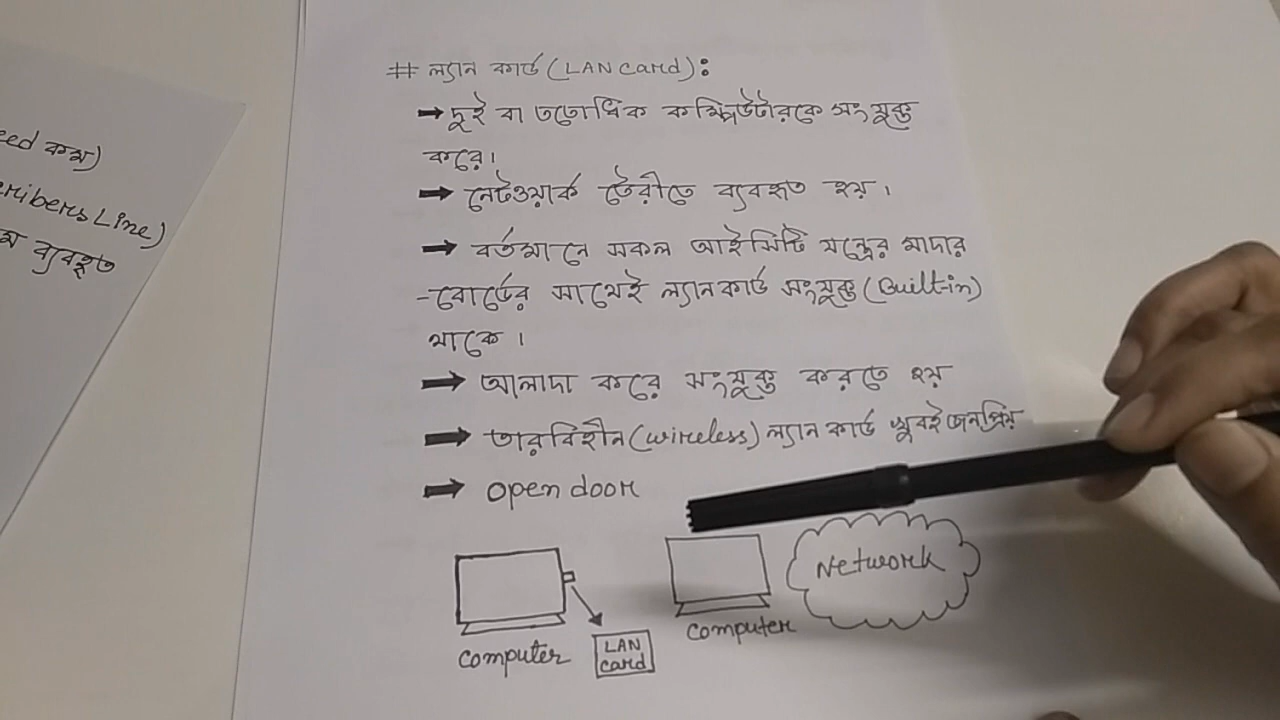 eed কম)
cribers Line)
ম ব্যবহৃত
# ল্যান কার্ড (LAN card):
➡ দুই বা ততোধিক কম্পিউটারকে সংযুক্ত
করে।
➡ নেটওয়ার্ক তৈরীতে ব্যবহৃত হয়।
➡ বর্তমানে সকল আইসিটি যন্ত্রের মাদার
-বোর্ডের সাথেই ল্যানকার্ড সংযুক্ত (Built-in)
থাকে।
➡ আলাদা করে সংযুক্ত করতে হয়
➡ তারবিহীন (wireless) ল্যান কার্ড খুবই জনপ্রিয়
➡ open door
Network
computer
LAN
card
computer